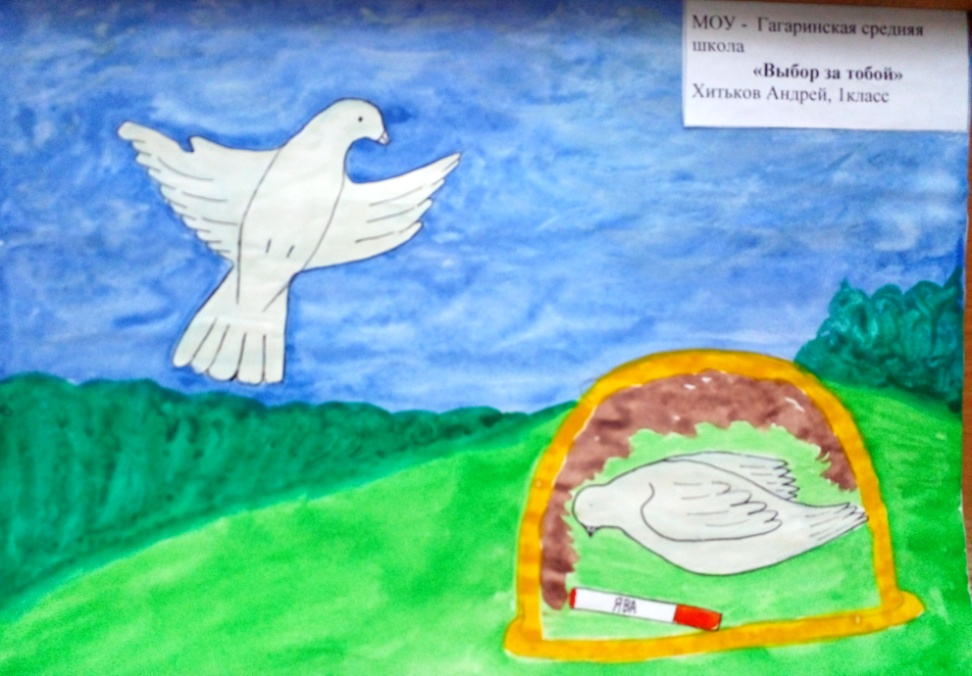 МОУ - Гагаринская средняя
школа
«Выбор за тобой»
Хитьков Андрей, 1класс
ЯВА